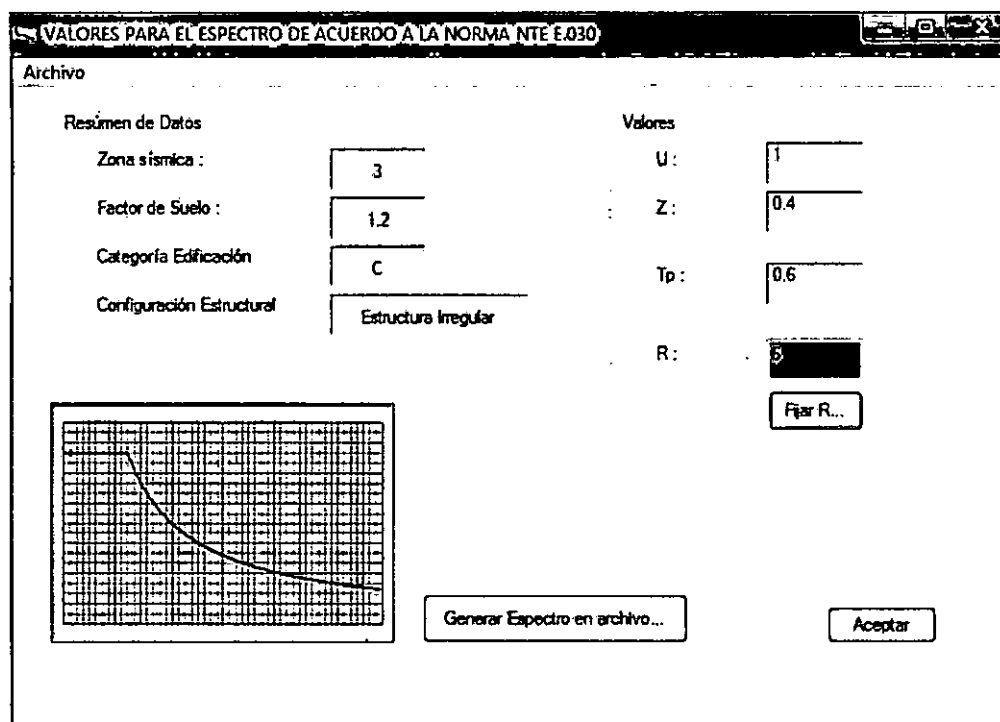 VALORES PARA EL ESPECTRO DE ACUERDO A LA NORMA NTE E.030
Archivo
Resúmen de Datos
Zona sísmica :
3
Factor de Suelo :
1.2
Categoría Edificación
C
Configuración Estructural
Estructura Irregular
Valores
U :
1
Z :
0.4
Tp :
0.6
R :
6
Fijar R...
Generar Espectro en archivo...
Aceptar